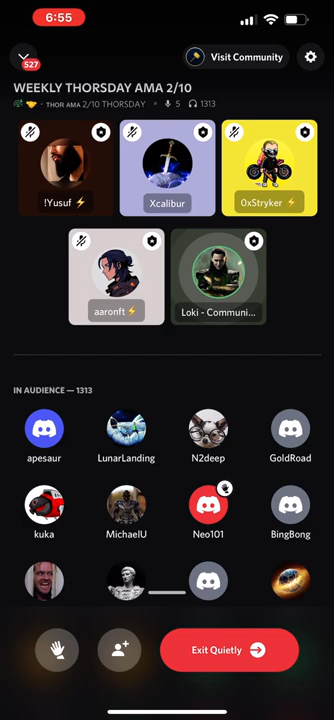 6:55
527
Visit Community
WEEKLY THORSDAY AMA 2/10
THOR AMA 2/10 THORSDAY • 5 1313
!Yusuf⚡
Xcalibur
0xStryker⚡
aaronft⚡
Loki - Communi...
IN AUDIENCE — 1313
apesaur
LunarLanding
N2deep
GoldRoad
kuka
MichaelU
Neo101
BingBong
Exit Quietly